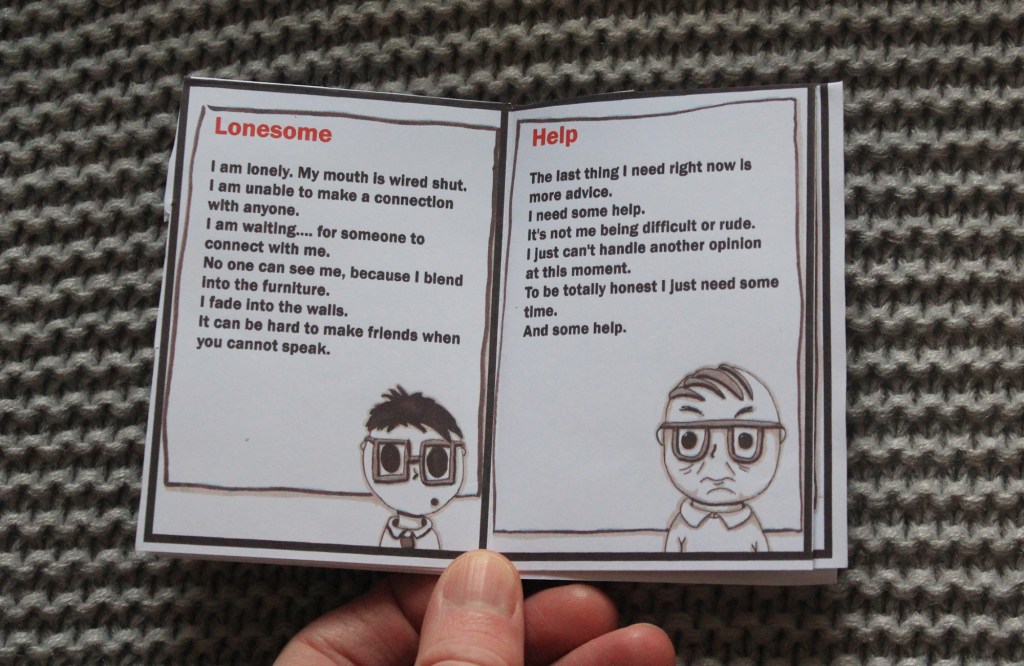 Lonesome
I am lonely. My mouth is wired shut.
I am unable to make a connection
with anyone.
I am waiting.... for someone to
connect with me.
No one can see me, because I blend
into the furniture.
I fade into the walls.
It can be hard to make friends when
you cannot speak.
Help
The last thing I need right now is
more advice.
I need some help.
It's not me being difficult or rude.
I just can't handle another opinion
at this moment.
To be totally honest I just need some
time.
And some help.